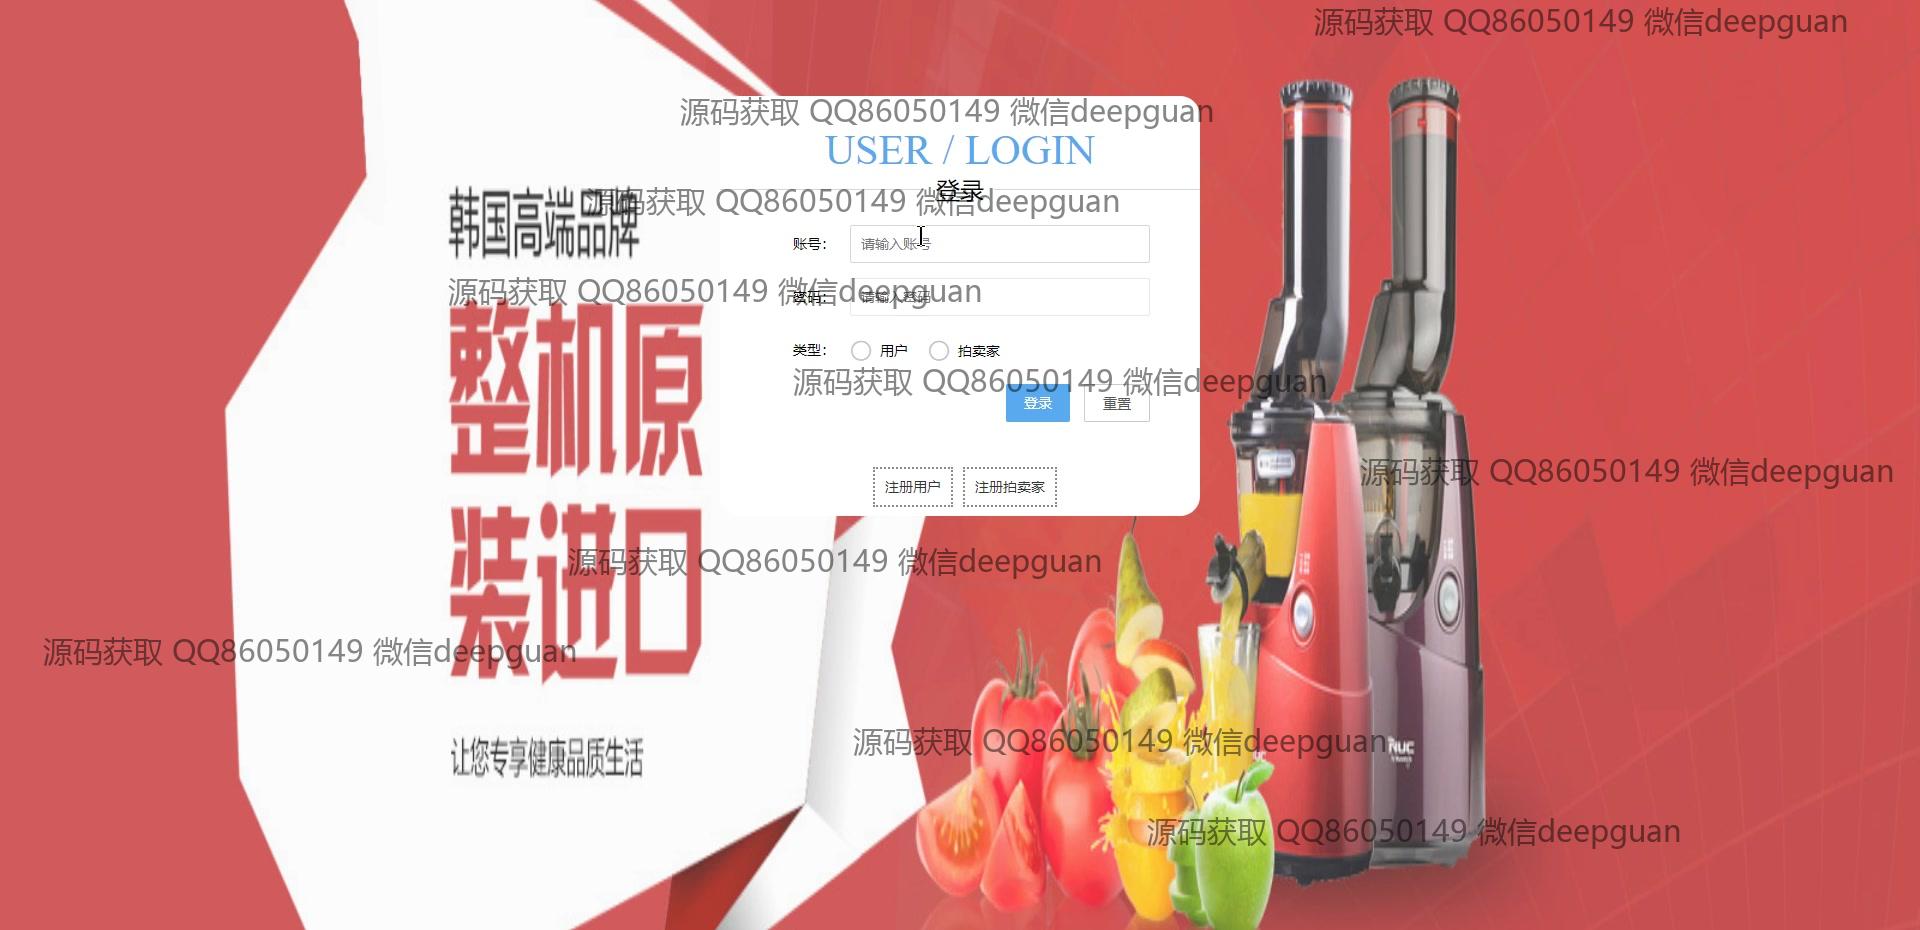 源码获取 QQ86050149 微信deepguan
源码获取 QQ86050149 微信deepguan
USER / LOGIN
登录
源码获取 QQ86050149 微信deepguan
韩国高端品牌
账号：
请输入账号
源码获取 QQ86050149 微信deepguan
密码：
请输入密码
整机原
类型：
用户
拍卖家
源码获取 QQ86050149 微信deepguan
登录
重置
源码获取 QQ86050149 微信deepguan
注册用户
注册拍卖家
装进口
源码获取 QQ86050149 微信deepguan
源码获取 QQ86050149 微信deepguan
源码获取 QQ86050149 微信deepguan
NUC
让您专享健康品质生活
源码获取 QQ86050149 微信deepguan